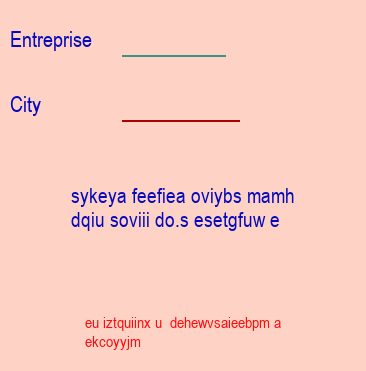 Entreprise
City
sykeya feefiea oviybs mamh
dqiu soviii do.s esetgfuw e
eu iztquiinx u  dehewvsaieebpm a
ekcoyyjm